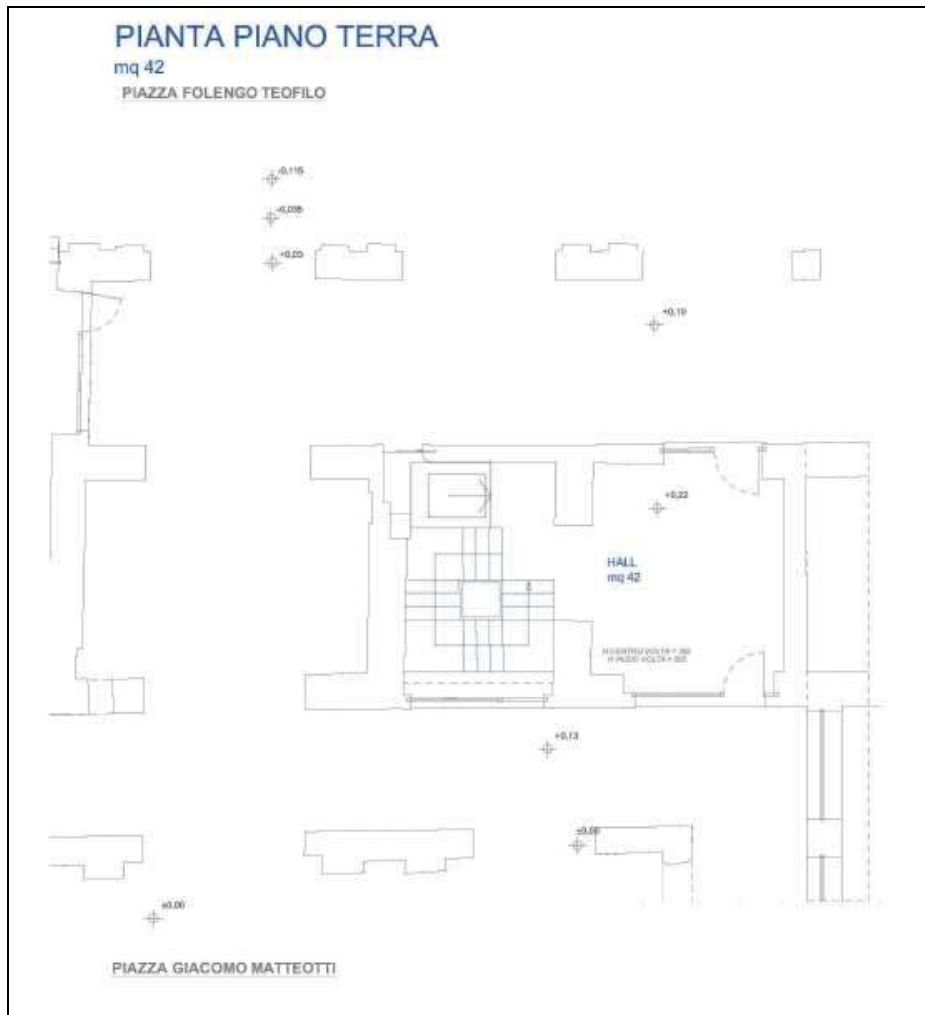 PIANTA PIANO TERRA
mq 42
PIAZZA FOLENGO TEOFILO
-0,115
-0,035
+0,03
+0,19
+0,22
HALL
mq 42
+0,13
±0,00
±0,00
PIAZZA GIACOMO MATTEOTTI